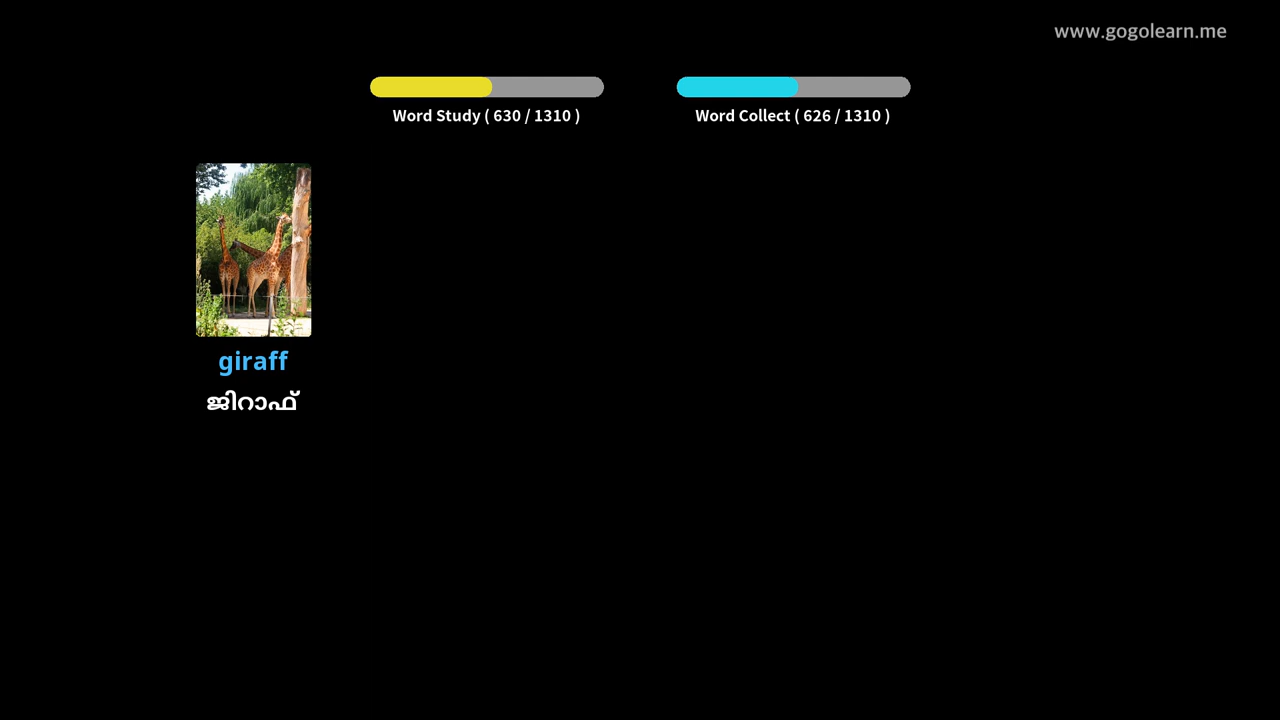 www.gogolearn.me
Word Study ( 630 / 1310 )
Word Collect ( 626 / 1310 )
giraff
ജിറാഫ്